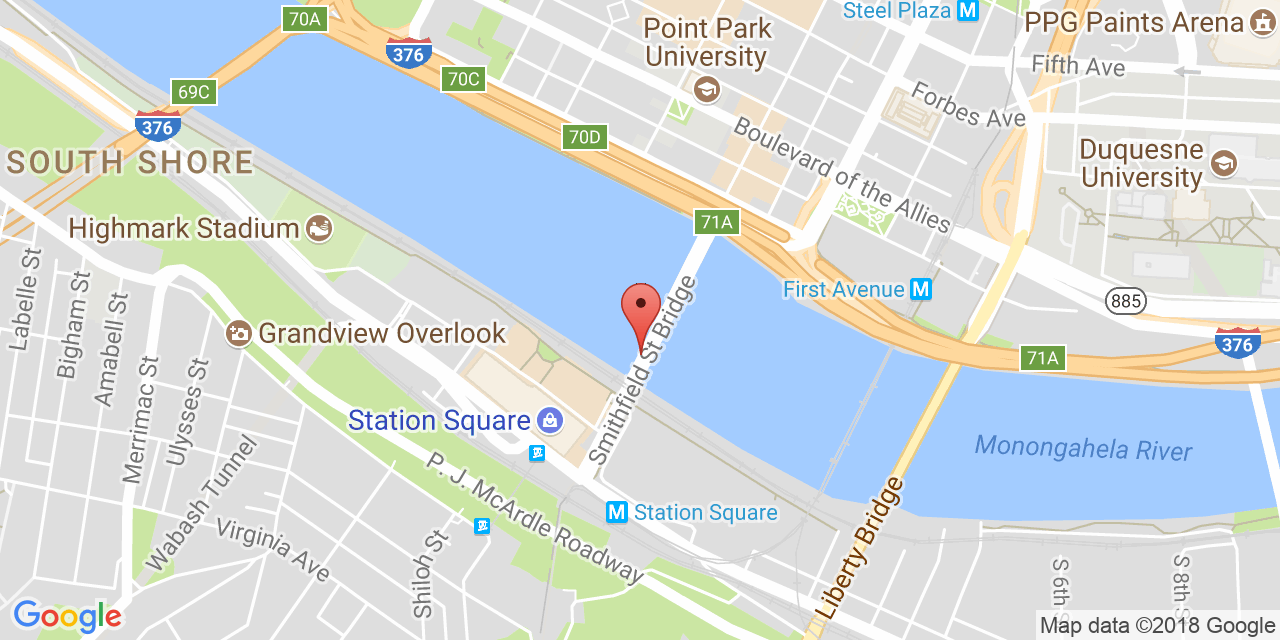 70A
Steel Plaza M
PPG Paints Arena
Point Park
University
376
Fifth Ave
70C
69C
Forbes Ave
376
70D
Boulevard of the Allies
Duquesne
University
SOUTH SHORE
Highmark Stadium
71A
Labelle St
Bigham St
Amabell St
First Avenue M
885
Grandview Overlook
Smithfield St Bridge
376
71A
Merrimac St
Ulysses St
Station Square
Monongahela River
Wabash Tunnel
P. J. McArdle Roadway
M Station Square
Liberty Bridge
Virginia Ave
Shiloh St
S 6th St
S 8th S
Google
Map data ©2018 Google